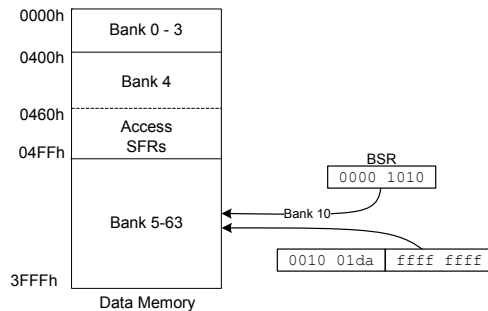 0000h
Bank 0 - 3
0400h
Bank 4
0460h
Access
SFRs
04FFh
BSR
0000 1010
Bank 10
Bank 5-63
0010 01da ffff ffff
3FFFh
Data Memory